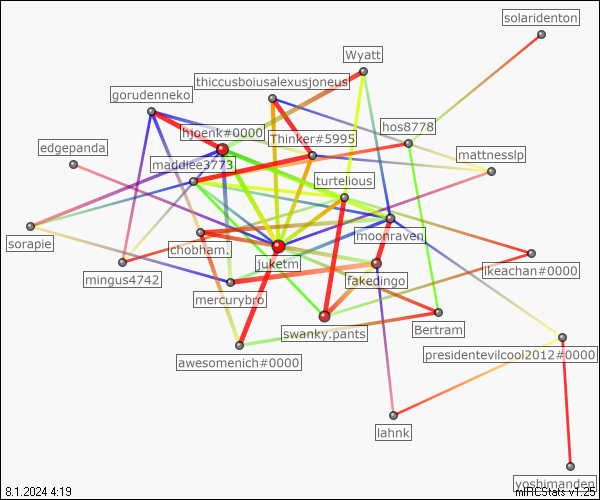 solaridenton
Wyatt
thiccusboiusalexusjoneus
gorudenneko
hos8778
hjoenk#0000
Thinker#5995
edgepanda
mattnesslp
maddiee3773
turtelious
moonraven
sorapie
chobham.
juketm
ikeachan#0000
mingus4742
fakedingo
mercurybro
Bertram
swanky.pants
presidentevilcool2012#0000
awesomenich#0000
lahnk
yoshimanden
8.1.2024 4:19
mIRCStats v1.25